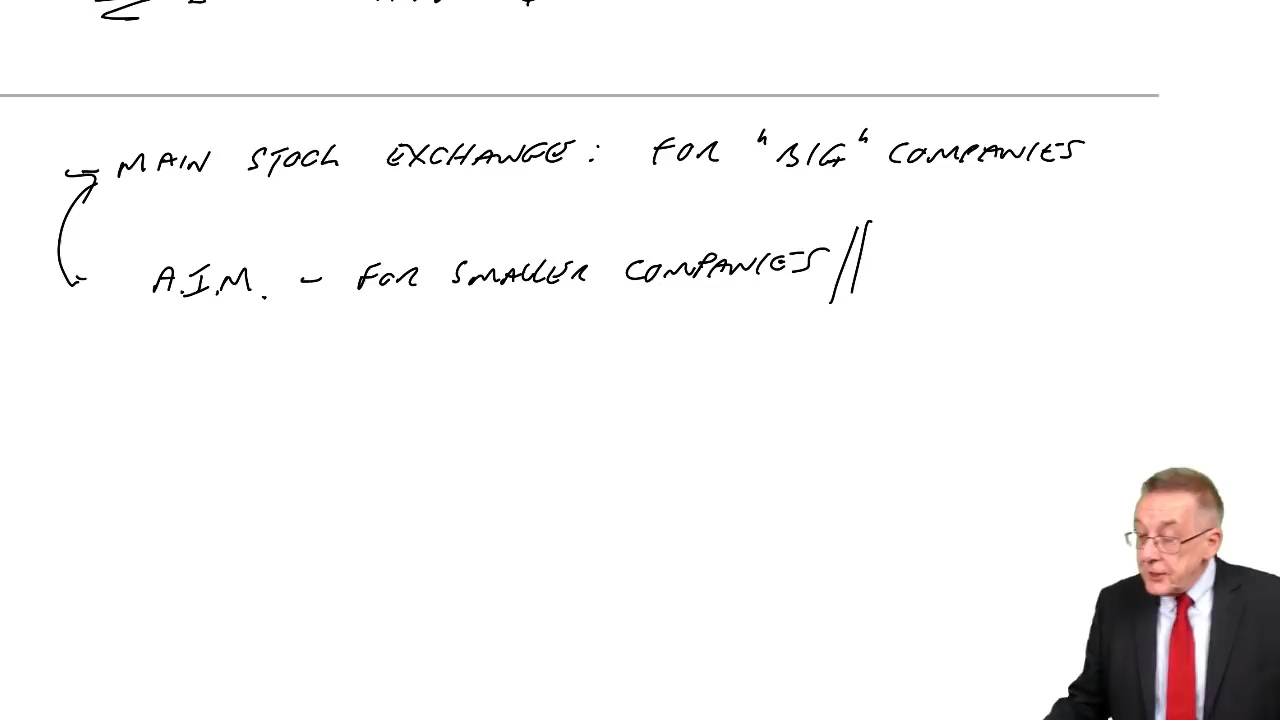 - MAIN STOCK EXCHANGE: FOR "BIG" COMPANIES
A.I.M. - FOR SMALLER COMPANIES //